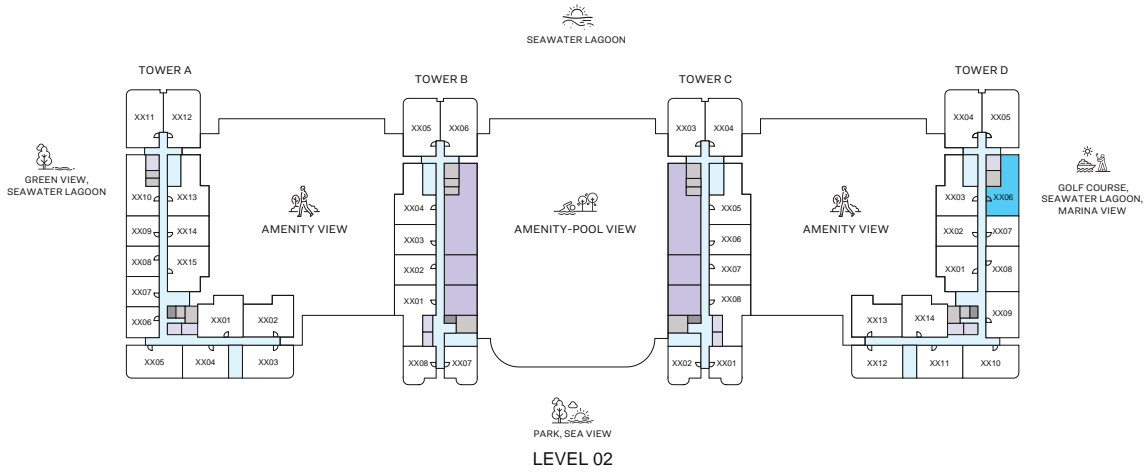 SEAWATER LAGOON
TOWER A
TOWER B
TOWER C
TOWER D
XX11
XX12
XX05
XX06
XX03
XX04
XX04
XX05
GREEN VIEW,
SEAWATER LAGOON
GOLF COURSE,
SEAWATER LAGOON,
MARINA VIEW
XX10
XX13
XX04
XX05
XX03
XX06
AMENITY VIEW
AMENITY-POOL VIEW
AMENITY VIEW
XX09
XX14
XX03
XX06
XX02
XX07
XX08
XX15
XX02
XX07
XX01
XX08
XX07
XX01
XX08
XX06
XX01
XX02
XX13
XX14
XX09
XX05
XX04
XX03
XX08
XX07
XX02
XX01
XX12
XX11
XX10
PARK, SEA VIEW
LEVEL 02